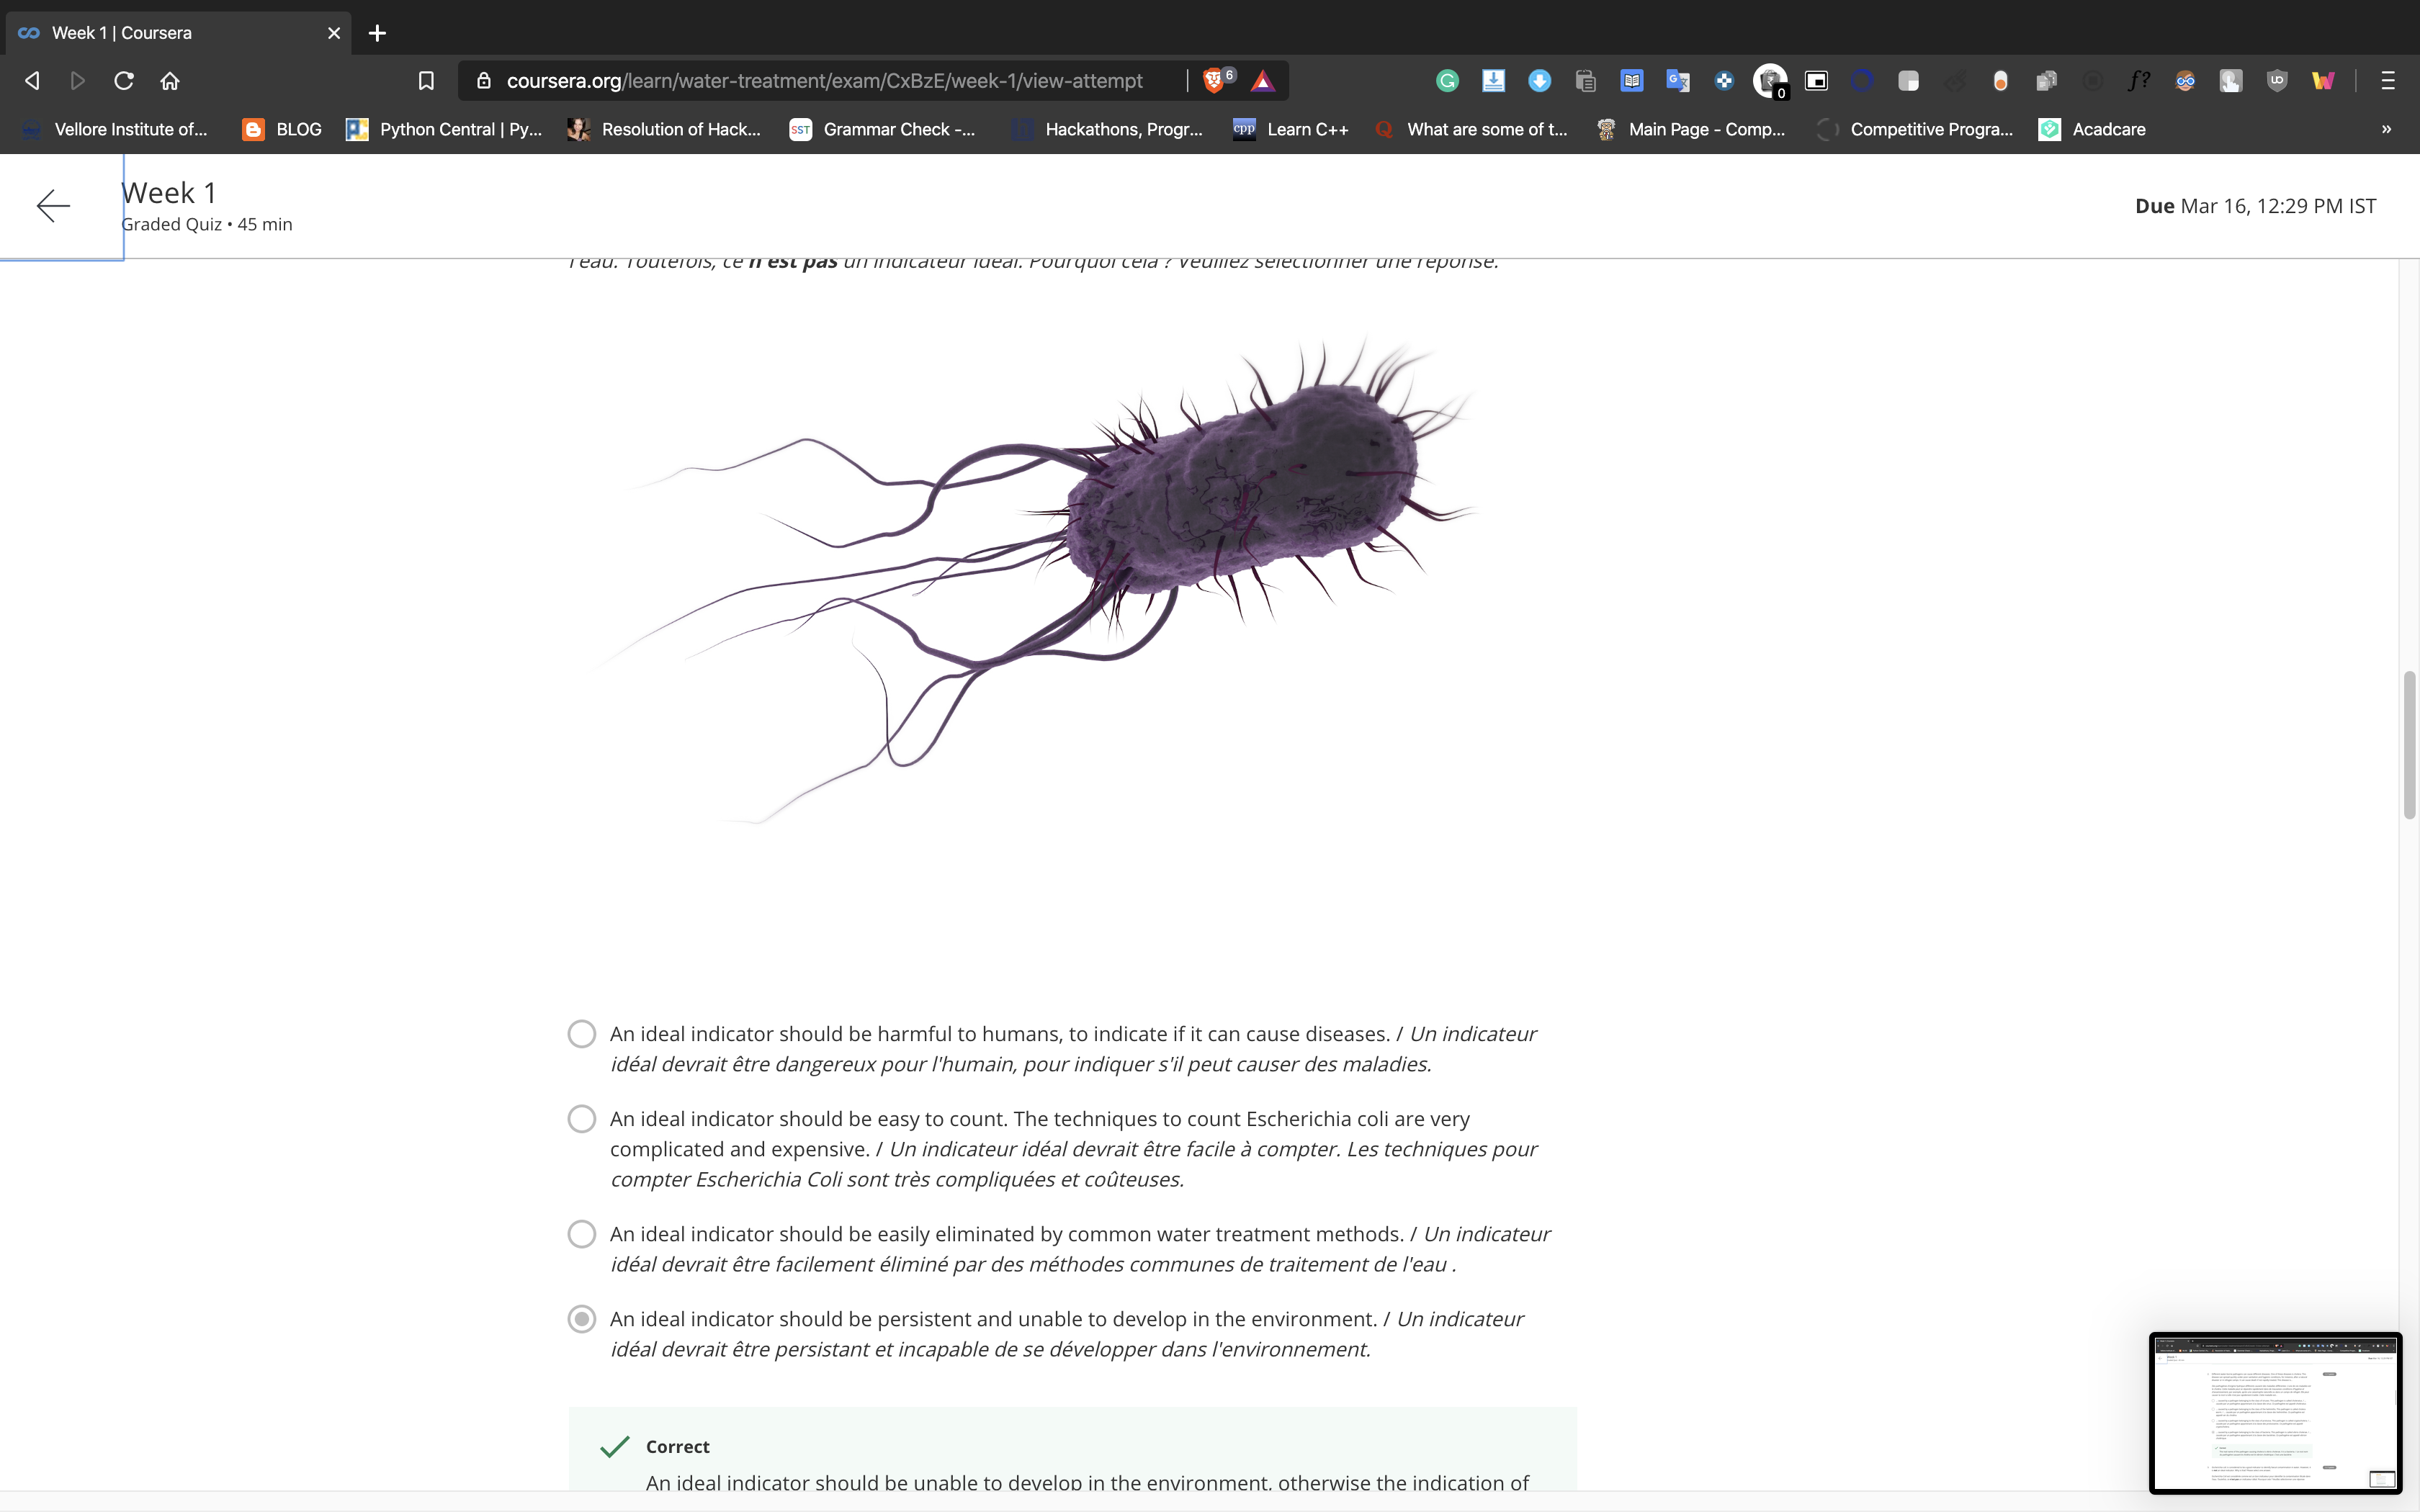 Week 1 | Coursera
coursera.org/learn/water-treatment/exam/CxBzE/week-1/view-attempt
6
0
f?
Vellore Institute of...
BLOG
Python Central | Py...
Resolution of Hack...
SST
Grammar Check -...
Hackathons, Progr...
cpp
Learn C++
What are some of t...
Main Page - Comp...
Competitive Progra...
Acadcare
»
Week 1
Graded Quiz • 45 min
Due Mar 16, 12:29 PM IST
l'eau. Toutefois, ce n'est pas un indicateur idéal. Pourquoi cela ? Veuillez sélectionner une réponse.
An ideal indicator should be harmful to humans, to indicate if it can cause diseases. / Un indicateur
idéal devrait être dangereux pour l'humain, pour indiquer s'il peut causer des maladies.
An ideal indicator should be easy to count. The techniques to count Escherichia coli are very
complicated and expensive. / Un indicateur idéal devrait être facile à compter. Les techniques pour
compter Escherichia Coli sont très compliquées et coûteuses.
An ideal indicator should be easily eliminated by common water treatment methods. / Un indicateur
idéal devrait être facilement éliminé par des méthodes communes de traitement de l'eau .
An ideal indicator should be persistent and unable to develop in the environment. / Un indicateur
idéal devrait être persistant et incapable de se développer dans l'environnement.
Correct
An ideal indicator should be unable to develop in the environment, otherwise the indication of